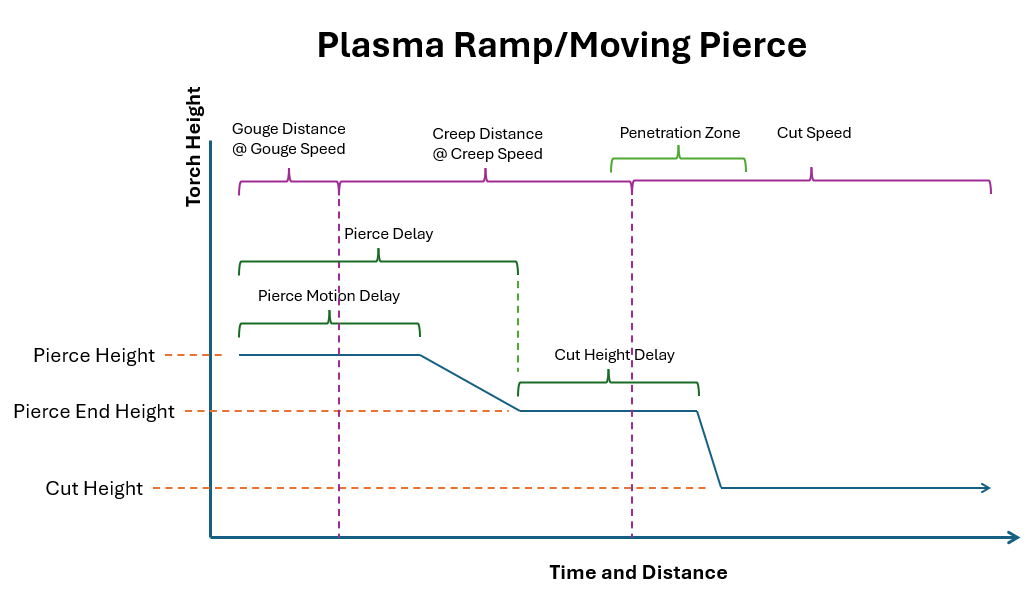 Plasma Ramp/Moving Pierce
Torch Height
Gouge Distance
@ Gouge Speed
Creep Distance
@ Creep Speed
Penetration Zone
Cut Speed
Pierce Delay
Pierce Motion Delay
Pierce Height
Cut Height Delay
Pierce End Height
Cut Height
Time and Distance